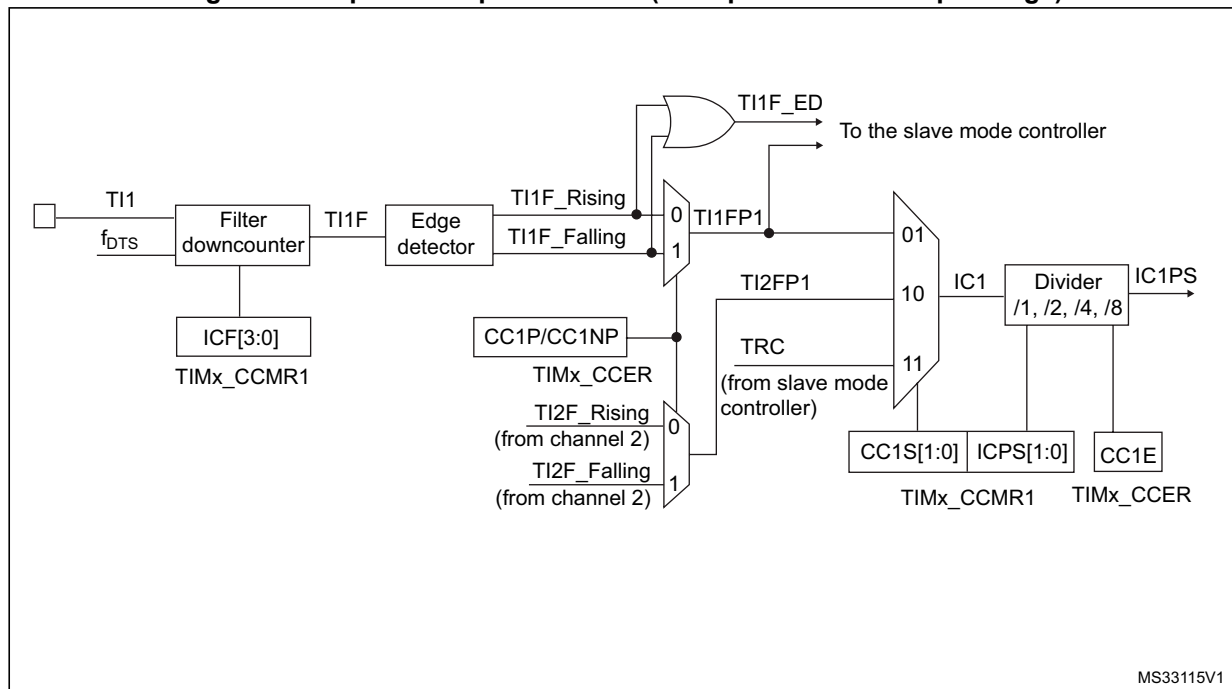 TI1F_ED
To the slave mode controller
TI1
f_DTS
Filter
downcounter
TI1F
Edge
detector
TI1F_Rising
TI1F_Falling
0
1
TI1FP1
01
10
11
TI2FP1
TRC
(from slave mode
controller)
IC1
Divider
/1, /2, /4, /8
IC1PS
ICF[3:0]
TIMx_CCMR1
CC1P/CC1NP
TIMx_CCER
TI2F_Rising
(from channel 2)
TI2F_Falling
(from channel 2)
0
1
CC1S[1:0]
ICPS[1:0]
CC1E
TIMx_CCMR1
TIMx_CCER
MS33115V1